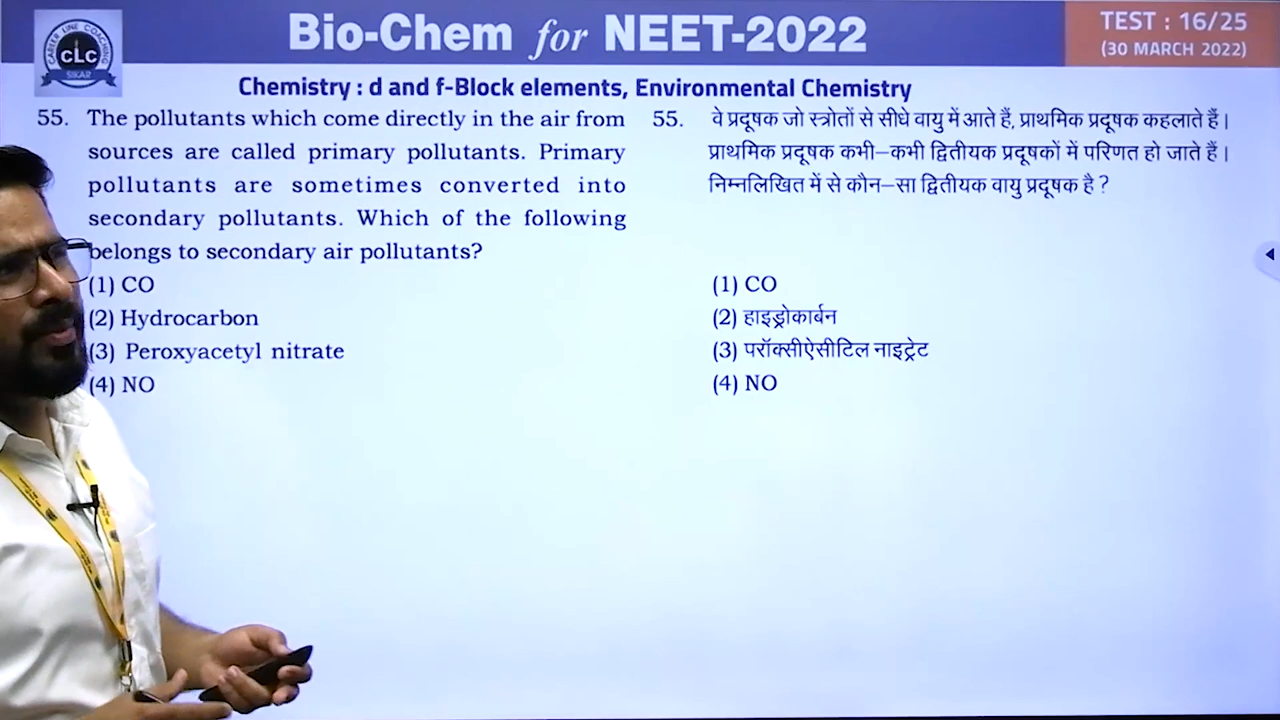 Bio-Chem for NEET-2022
TEST : 16/25
(30 MARCH 2022)
CAREER LINE COACHING
CLC
SIKAR
Chemistry : d and f-Block elements, Environmental Chemistry
55. The pollutants which come directly in the air from
sources are called primary pollutants. Primary
pollutants are sometimes converted into
secondary pollutants. Which of the following
belongs to secondary air pollutants?
(1) CO
(2) Hydrocarbon
(3) Peroxyacetyl nitrate
(4) NO
55. वे प्रदूषक जो स्त्रोतों से सीधे वायु में आते हैं, प्राथमिक प्रदूषक कहलाते हैं।
प्राथमिक प्रदूषक कभी–कभी द्वितीयक प्रदूषकों में परिणत हो जाते हैं।
निम्नलिखित में से कौन–सा द्वितीयक वायु प्रदूषक है ?
(1) CO
(2) हाइड्रोकार्बन
(3) परॉक्सीऐसीटिल नाइट्रेट
(4) NO